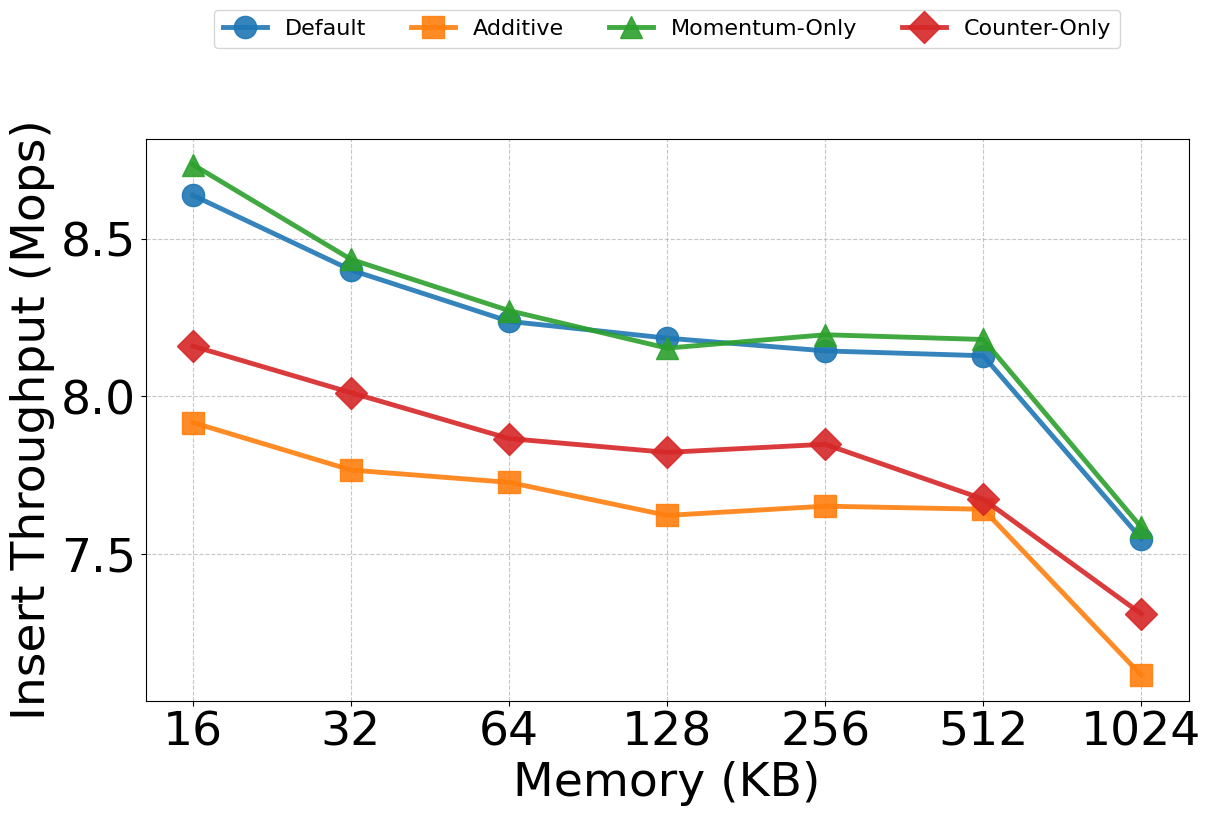 Default Additive Momentum-Only Counter-Only
Insert Throughput (Mops)
8.5
8.0
7.5
16 32 64 128 256 512 1024
Memory (KB)